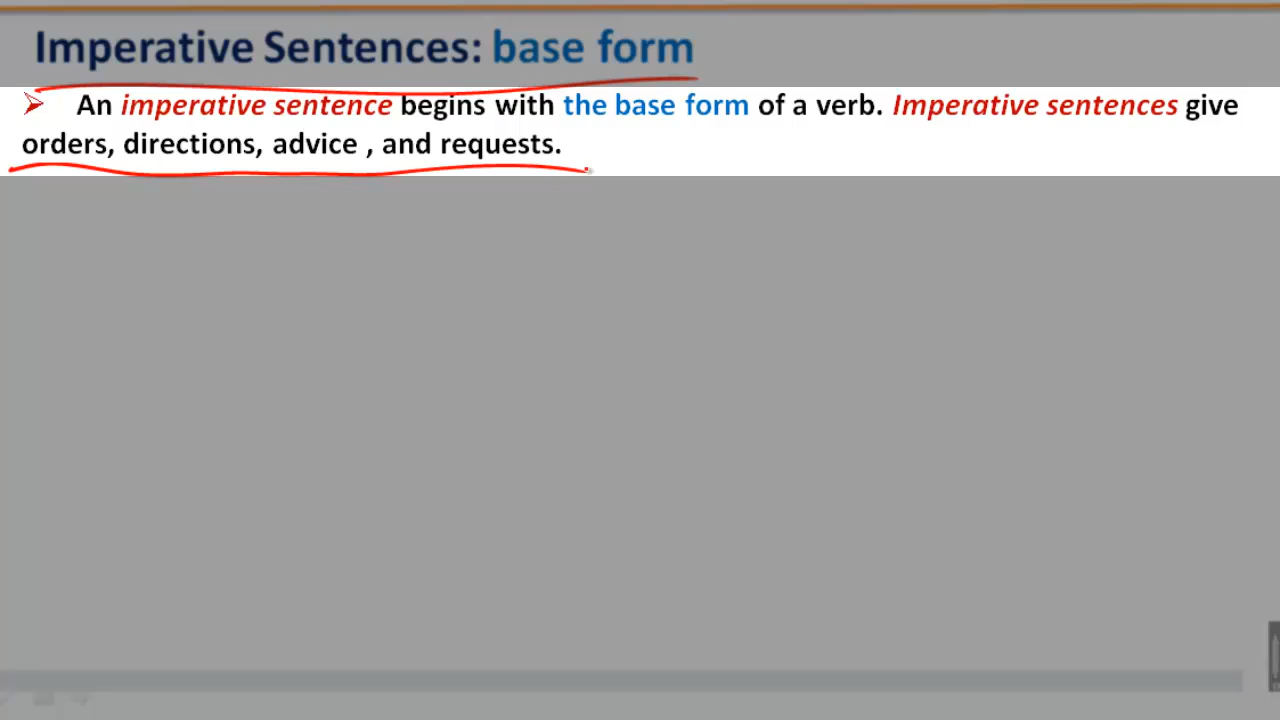 Imperative Sentences: base form
An imperative sentence begins with the base form of a verb. Imperative sentences give
orders, directions, advice , and requests.